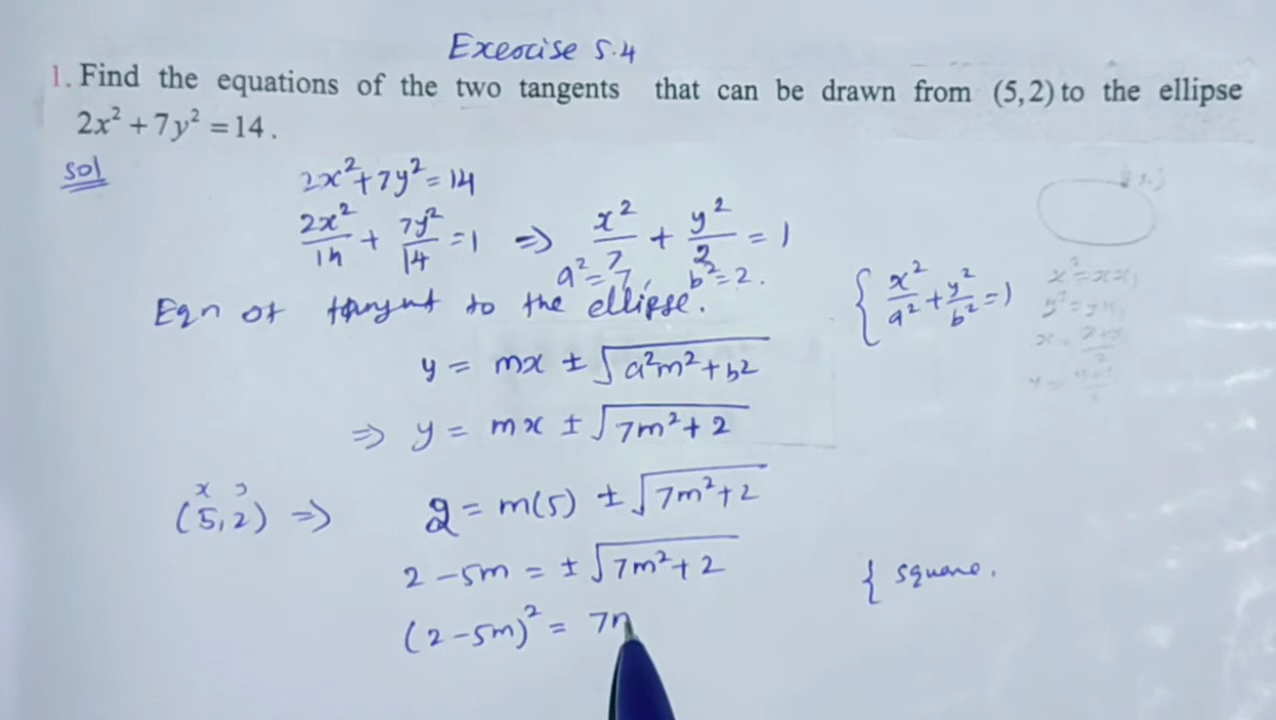 Exercise 5.4
1. Find the equations of the two tangents that can be drawn from (5,2) to the ellipse
2x² + 7y² = 14.
Sol
2x² + 7y² = 14
2x²/14 + 7y²/14 = 1 ⇒ x²/7 + y²/2 = 1
a² = 7, b² = 2.
Eqn of tangent to the ellipse. { x²/a² + y²/b² = 1
y = mx ± √(a²m² + b²)
⇒ y = mx ± √(7m² + 2)
x y
(5, 2) ⇒ 2 = m(5) ± √(7m² + 2)
2 - 5m = ± √(7m² + 2) { square.
(2 - 5m)² = 7m